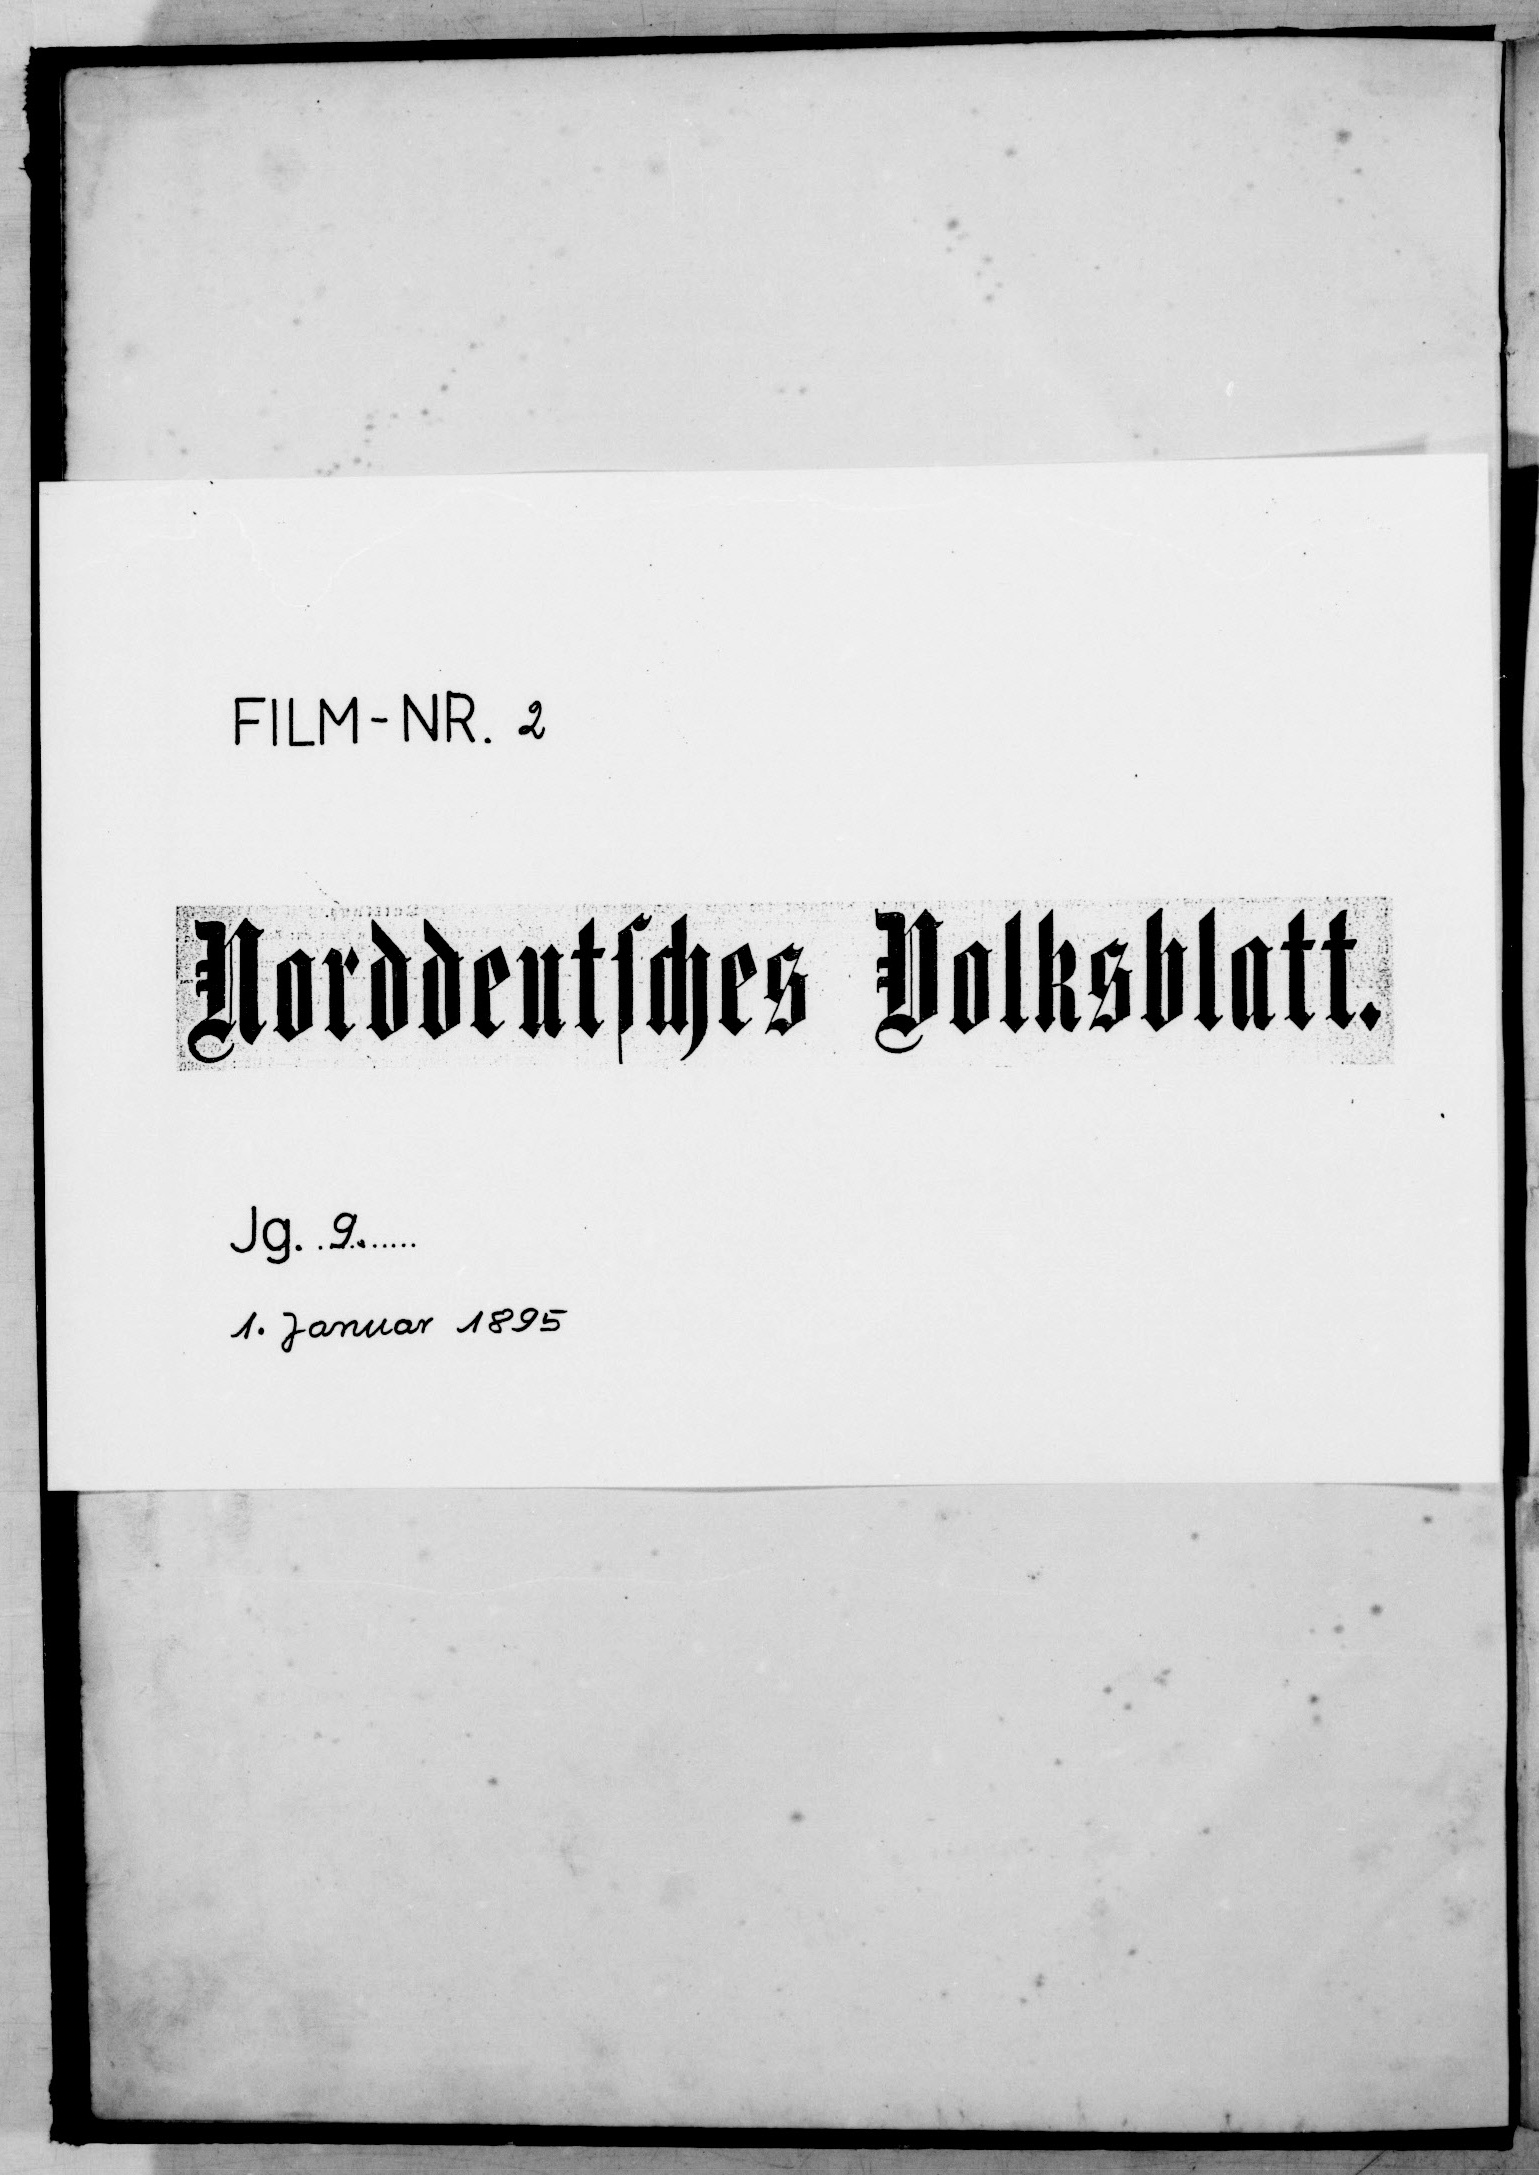 FILM-NR. 2
Norddeutſches Volksblatt.
Jg. 9.
1. Januar 1895